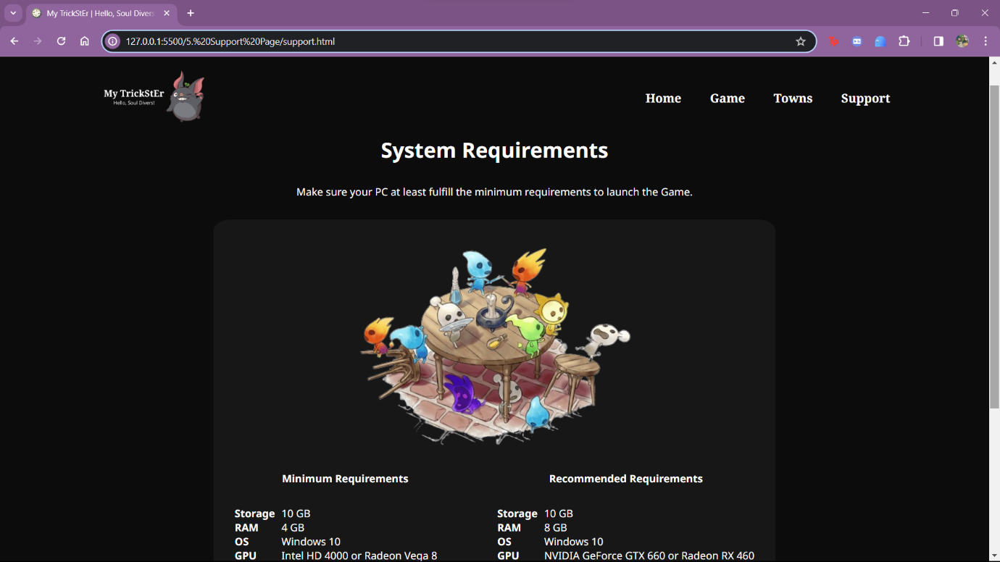 My TrickStEr | Hello, Soul Divers
127.0.0.1:5500/5.%20Support%20Page/support.html
My TrickStEr
Hello, Soul Divers!
Home Game Towns Support
System Requirements
Make sure your PC at least fulfill the minimum requirements to launch the Game.
Minimum Requirements
Storage 10 GB
RAM 4 GB
OS Windows 10
GPU Intel HD 4000 or Radeon Vega 8
Recommended Requirements
Storage 10 GB
RAM 8 GB
OS Windows 10
GPU NVIDIA GeForce GTX 660 or Radeon RX 460